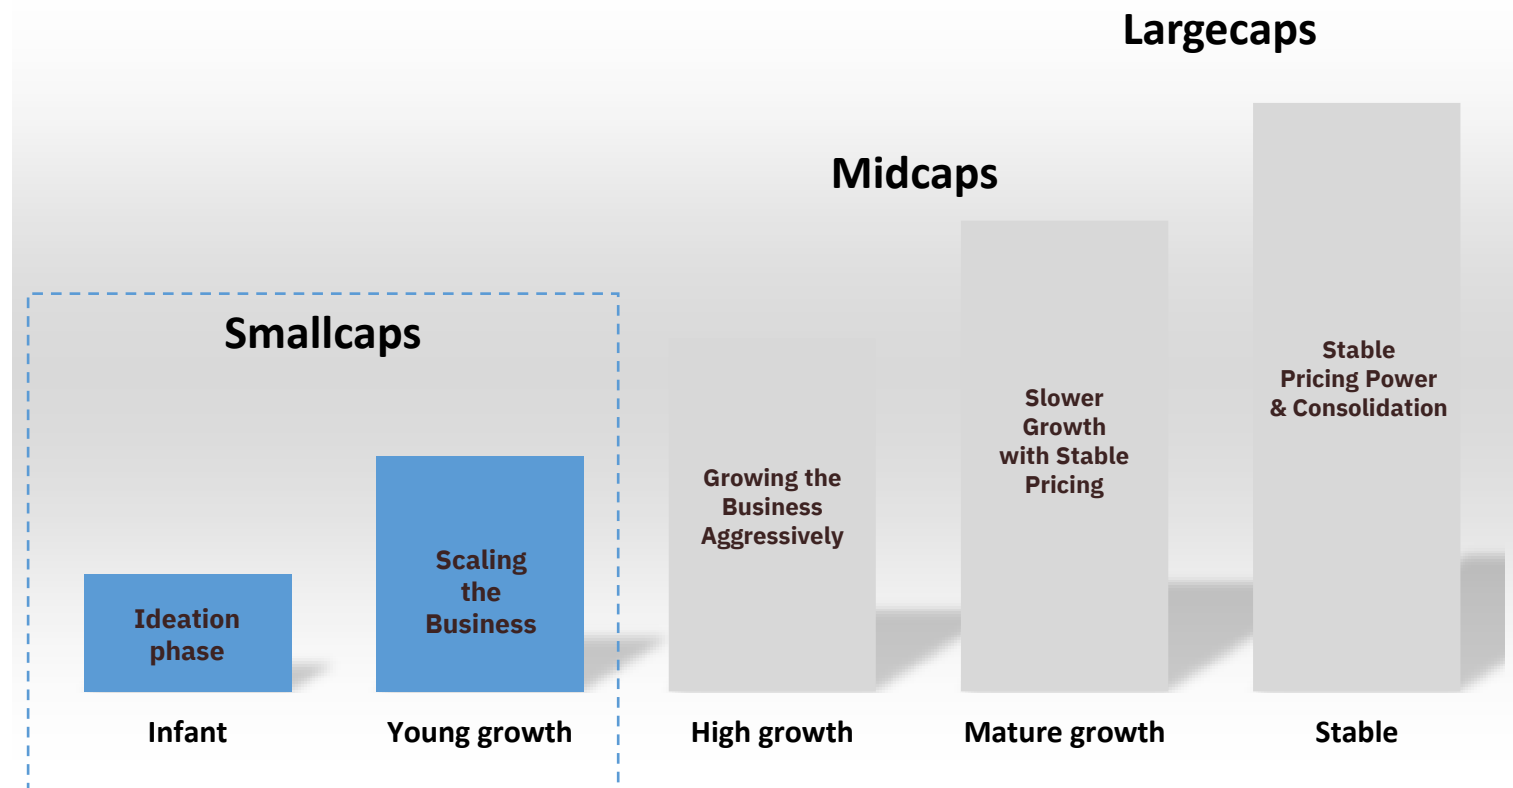 Largecaps
Midcaps
Smallcaps
Ideation
phase
Scaling
the
Business
Growing the
Business
Aggressively
Slower
Growth
with Stable
Pricing
Stable
Pricing Power
& Consolidation
Infant
Young growth
High growth
Mature growth
Stable